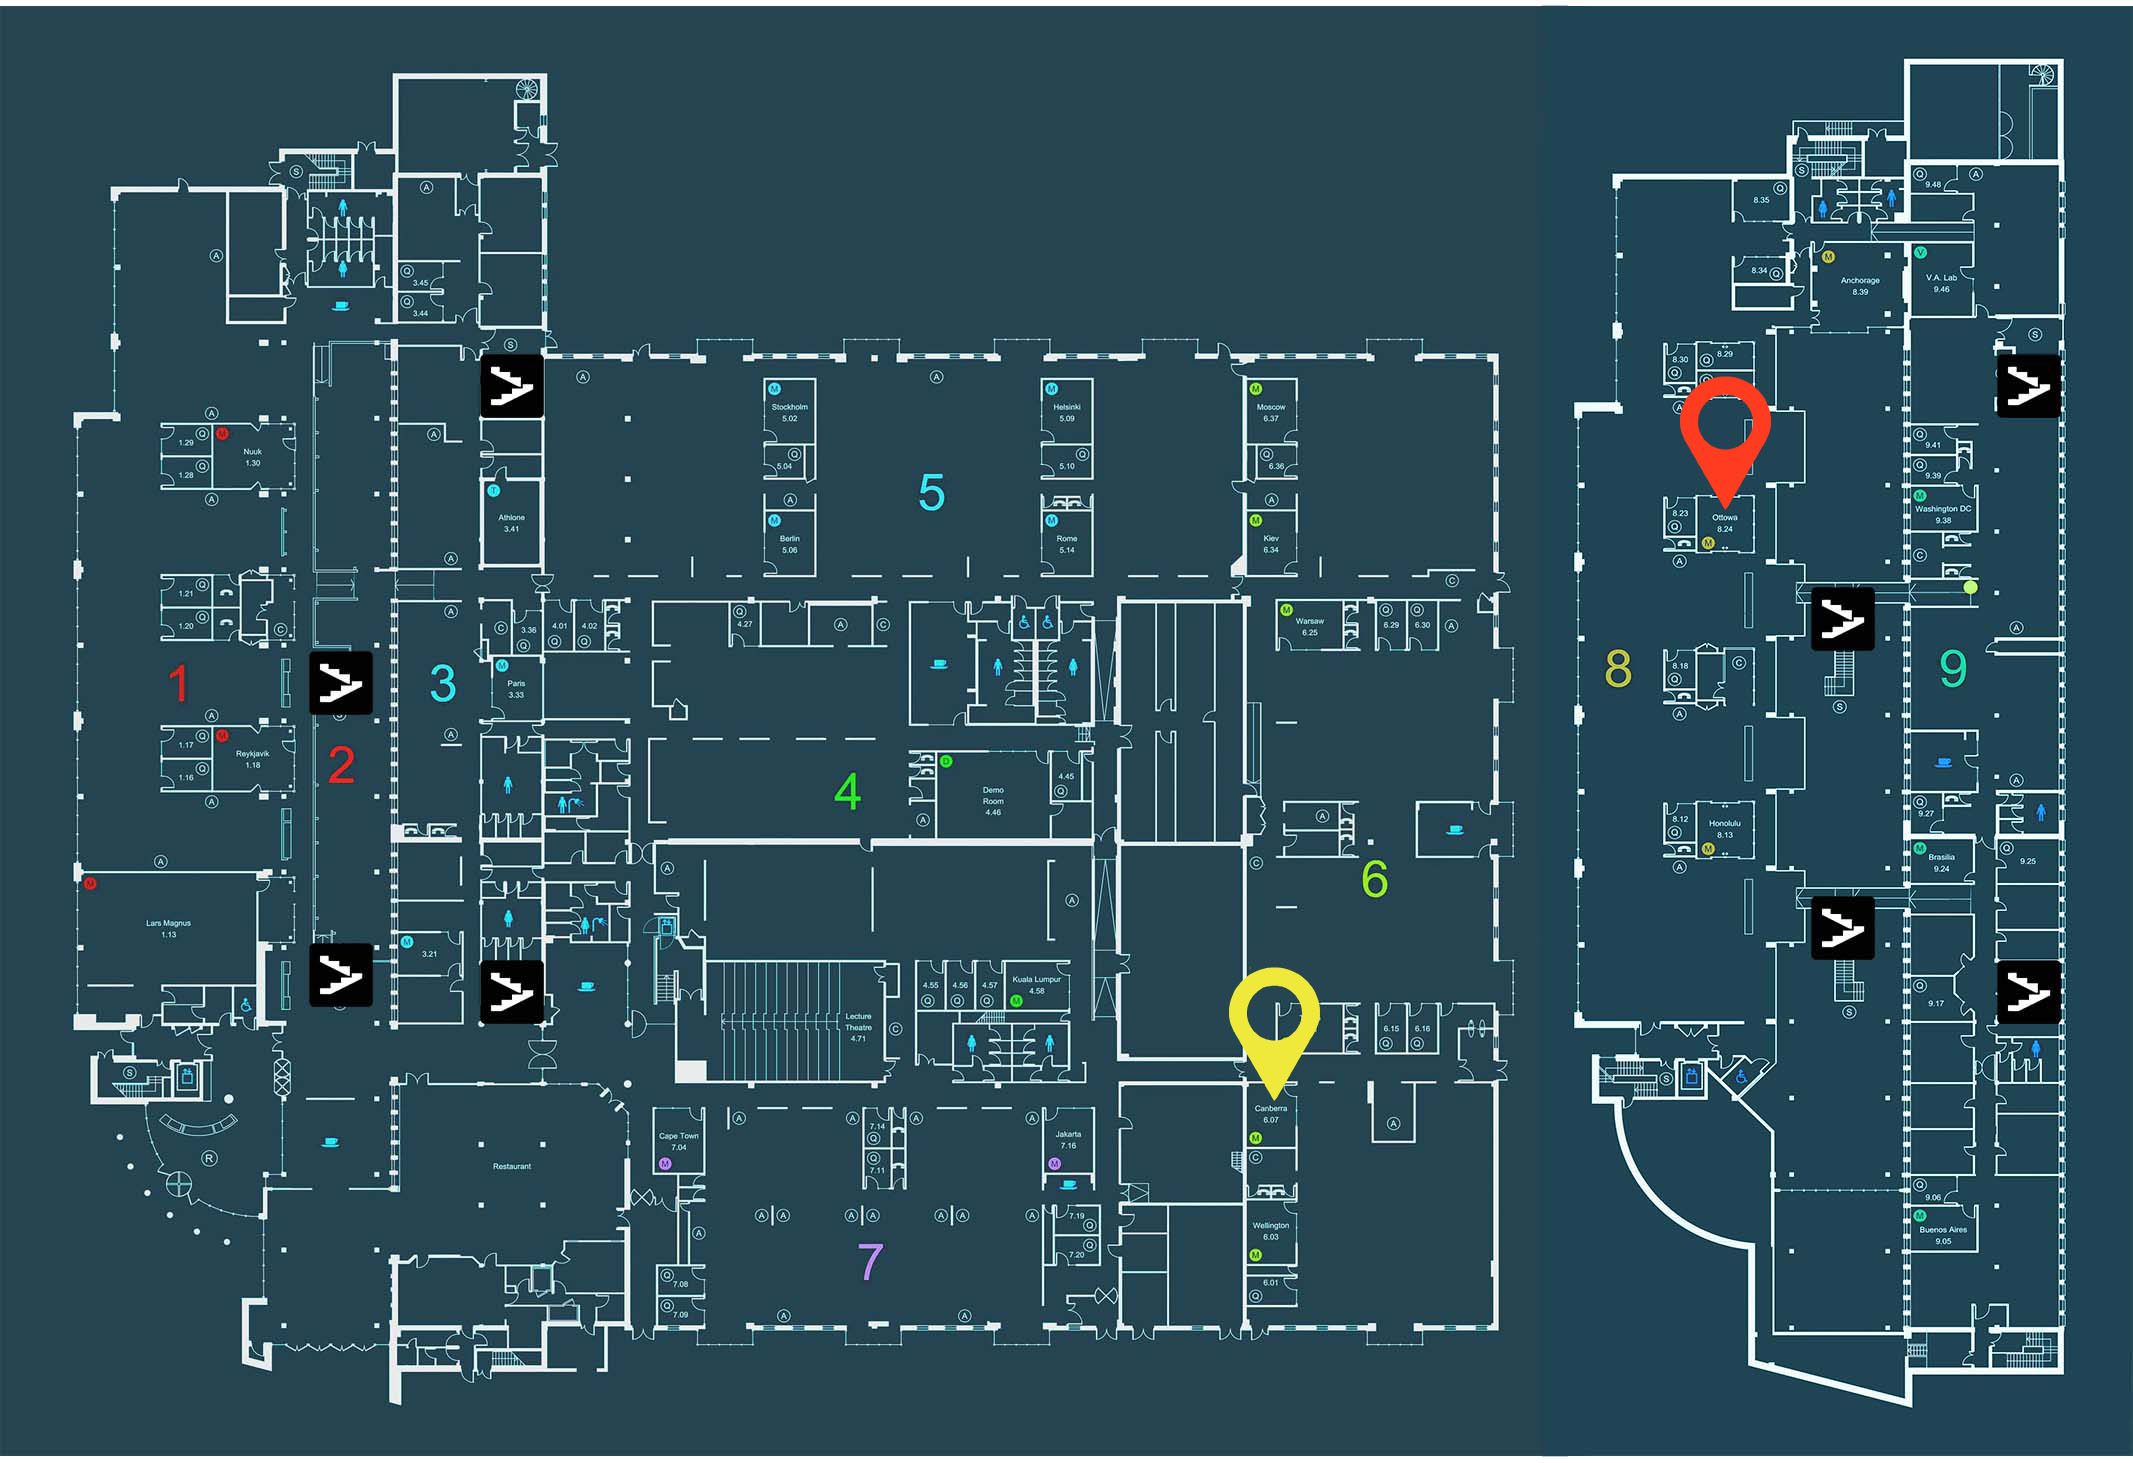 S
A
A
Q
3.45
Q
3.44
S
A
A
A
A
1.29
Q
M
Nuuk
1.30
1.28
Q
A
T
Athlone
3.41
A
M
Stockholm
5.02
5.04
Q
A
M
Berlin
5.06
5
M
Helsinki
5.09
Q
5.10
M
Rome
5.14
M
Moscow
6.37
Q
6.36
A
M
Kiev
6.34
C
1.21
Q
1.20
Q
C
1
A
2
3
A
A
C
3.36
Q
4.01
Q
4.02
Q
M
Paris
3.33
Q
4.27
A
C
M
Warsaw
6.25
Q
6.29
Q
6.30
A
1.17
Q
M
Reykjavik
1.18
1.16
Q
A
A
4
D
Demo
Room
4.46
4.45
Q
A
A
C
6
M
Lars Magnus
1.13
M
3.21
A
A
4.55
Q
4.56
Q
4.57
Q
Kuala Lumpur
4.58
M
Lecture
Theatre
4.71
C
6.15
Q
6.16
Q
S
R
Restaurant
Cape Town
7.04
M
A
A
7.14
Q
Q
7.11
A
A
Jakarta
7.16
M
Canberra
6.07
M
C
A
A
A
A
A
A
A
A
A
7.19
Q
7.20
Q
Wellington
6.03
M
7
Q
7.08
Q
7.09
A
A
6.01
Q
S
Q
8.35
Q
9.48
A
8.34
Q
M
Anchorage
8.39
V
V.A. Lab
9.46
S
8.30
Q
8.29
Q
A
Q
9.41
Q
9.39
8.23
Q
Ottowa
8.24
M
A
M
Washington DC
9.38
C
A
8
8.18
Q
C
A
S
9
A
8.12
Q
Honolulu
8.13
M
A
Q
9.27
M
Brasilia
9.24
Q
9.25
Q
9.17
S
S
Q
9.06
M
Buenos Aires
9.05